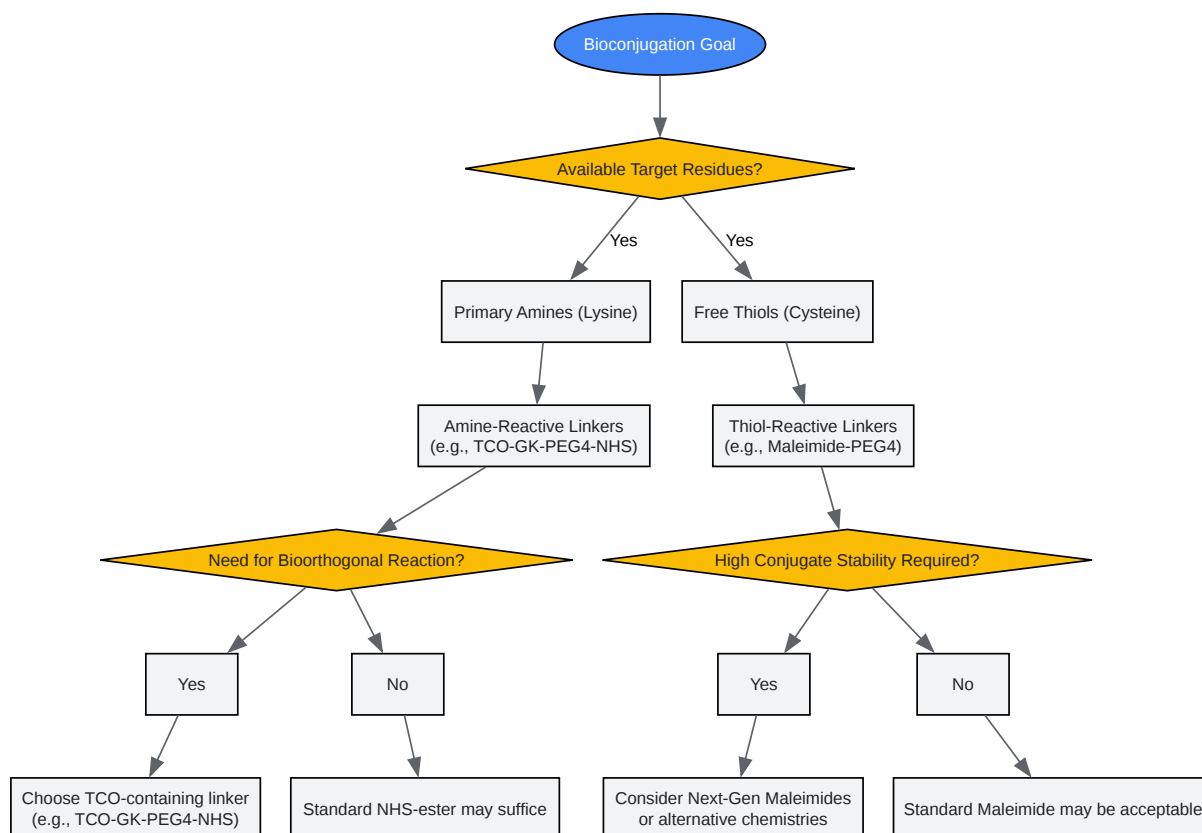 Bioconjugation Goal
Available Target Residues?
Yes
Yes
Primary Amines (Lysine)
Free Thiols (Cysteine)
Amine-Reactive Linkers
(e.g., TCO-GK-PEG4-NHS)
Thiol-Reactive Linkers
(e.g., Maleimide-PEG4)
Need for Bioorthogonal Reaction?
High Conjugate Stability Required?
Yes
No
Yes
No
Choose TCO-containing linker
(e.g., TCO-GK-PEG4-NHS)
Standard NHS-ester may suffice
Consider Next-Gen Maleimides
or alternative chemistries
Standard Maleimide may be acceptable